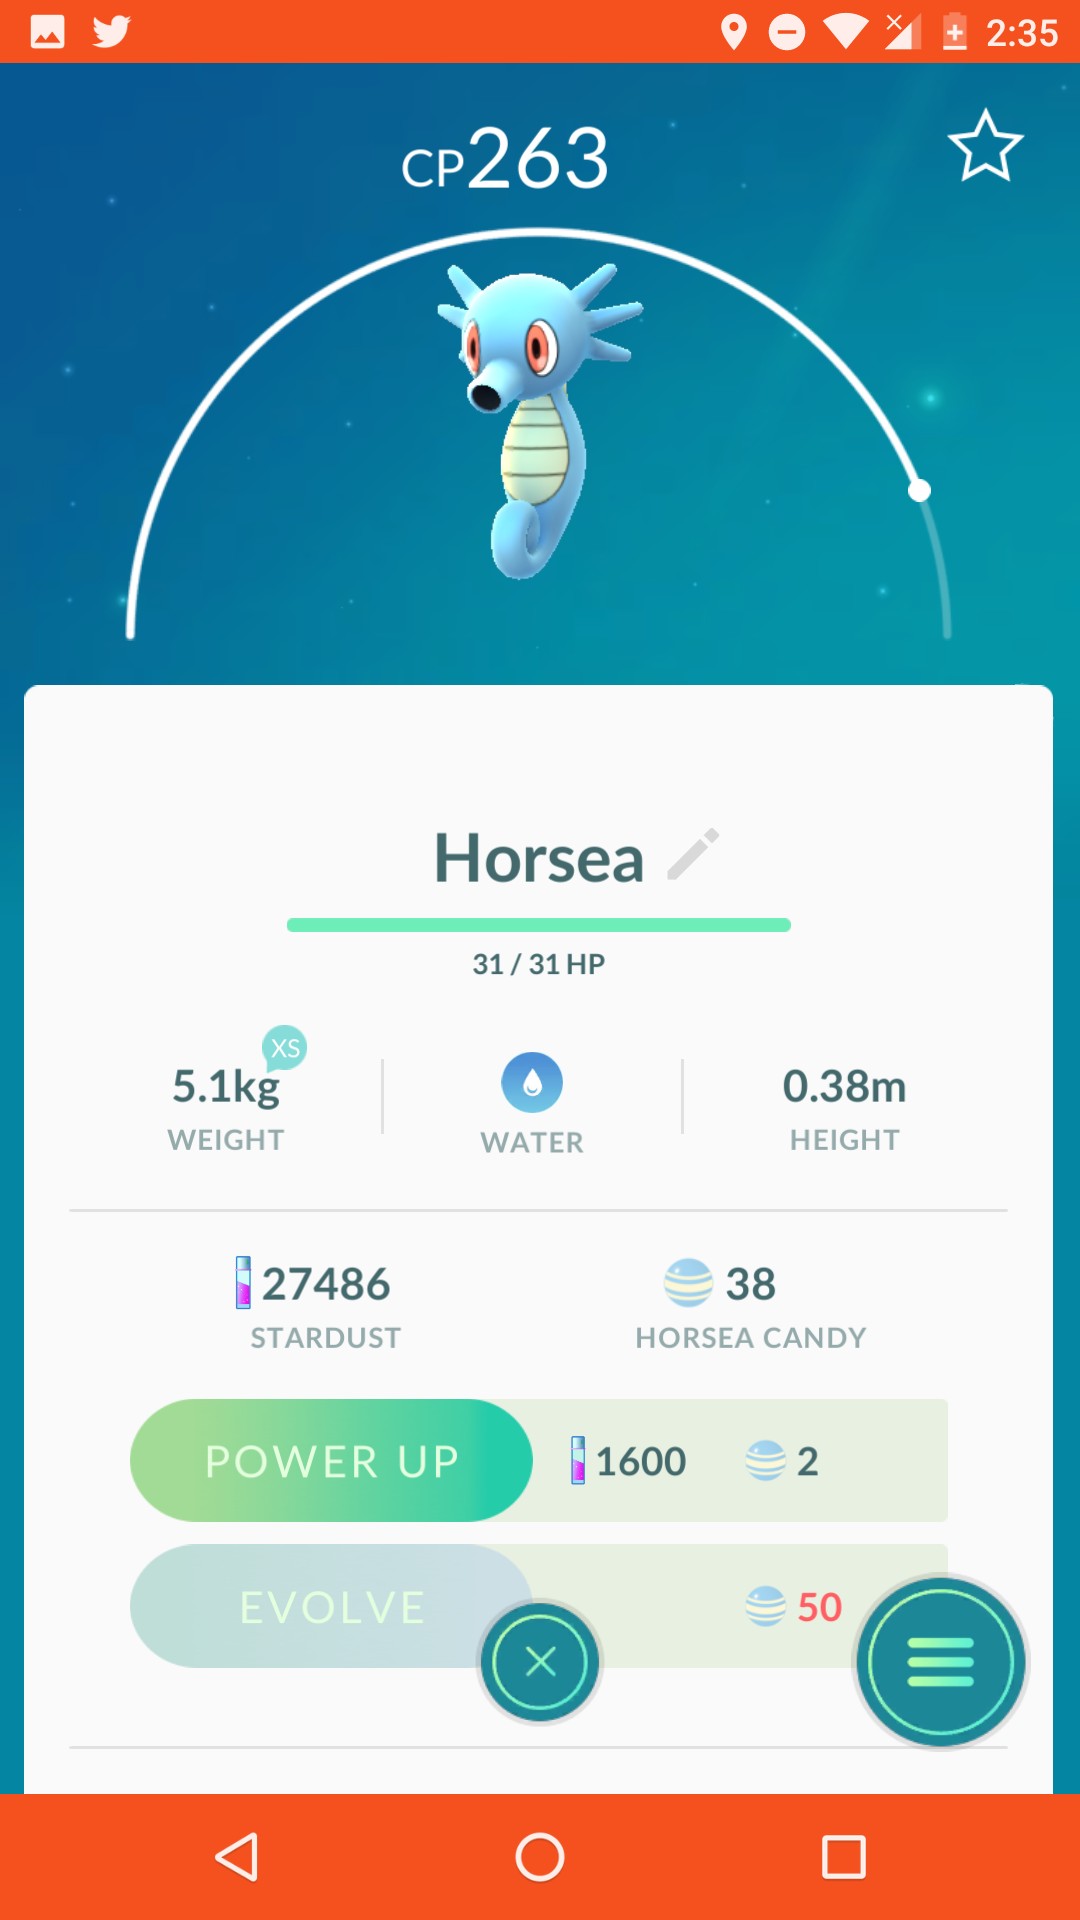 2:35
CP263
Horsea
31 / 31 HP
XS
5.1kg
WEIGHT
WATER
0.38m
HEIGHT
27486
STARDUST
38
HORSEA CANDY
POWER UP 1600 2
EVOLVE 50